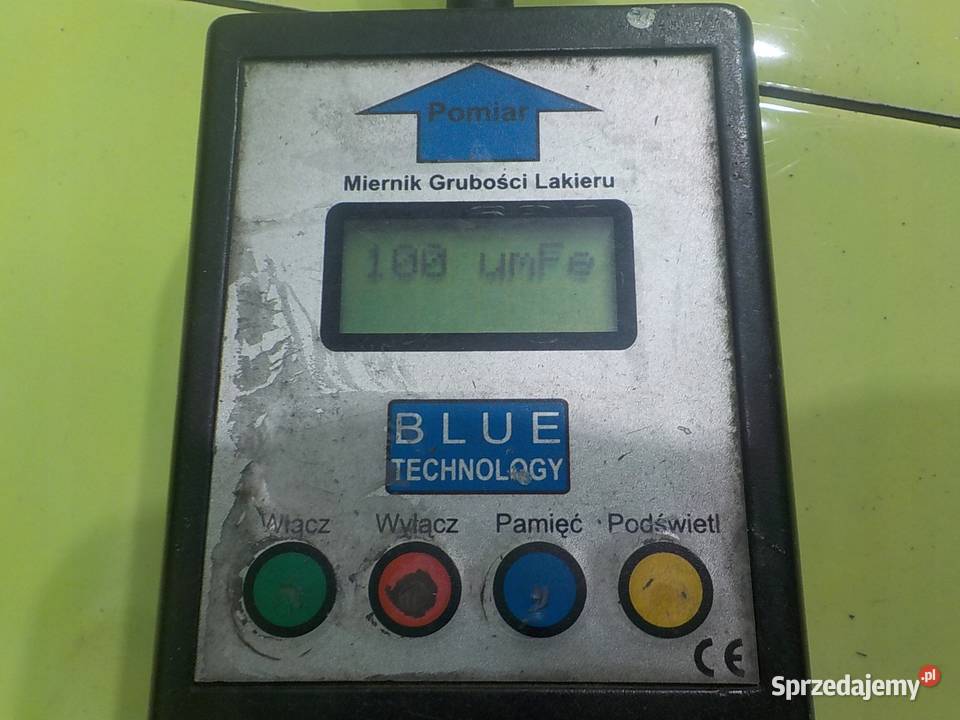 Pomiar
Miernik Grubości Lakieru
100 umFe
BLUE
TECHNOLOGY
Włącz Wyłącz Pamięć Podświetl
CE
Sprzedajemy.pl